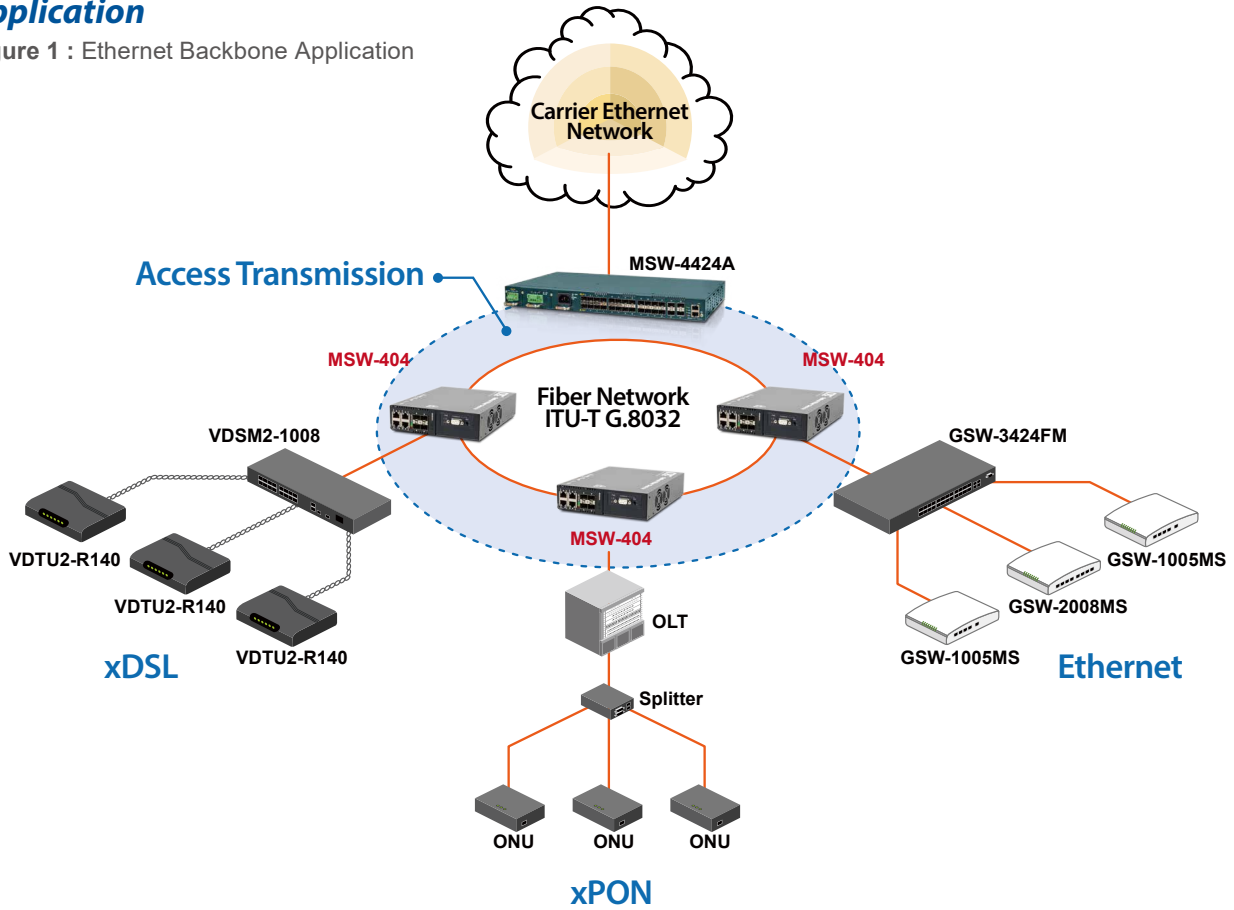 pplication
gure 1 : Ethernet Backbone Application
Carrier Ethernet
Network
MSW-4424A
Access Transmission
MSW-404
MSW-404
Fiber Network
ITU-T G.8032
VDSM2-1008
GSW-3424FM
MSW-404
VDTU2-R140
GSW-1005MS
VDTU2-R140
GSW-2008MS
OLT
VDTU2-R140
GSW-1005MS
xDSL
Ethernet
Splitter
ONU
ONU
ONU
xPON